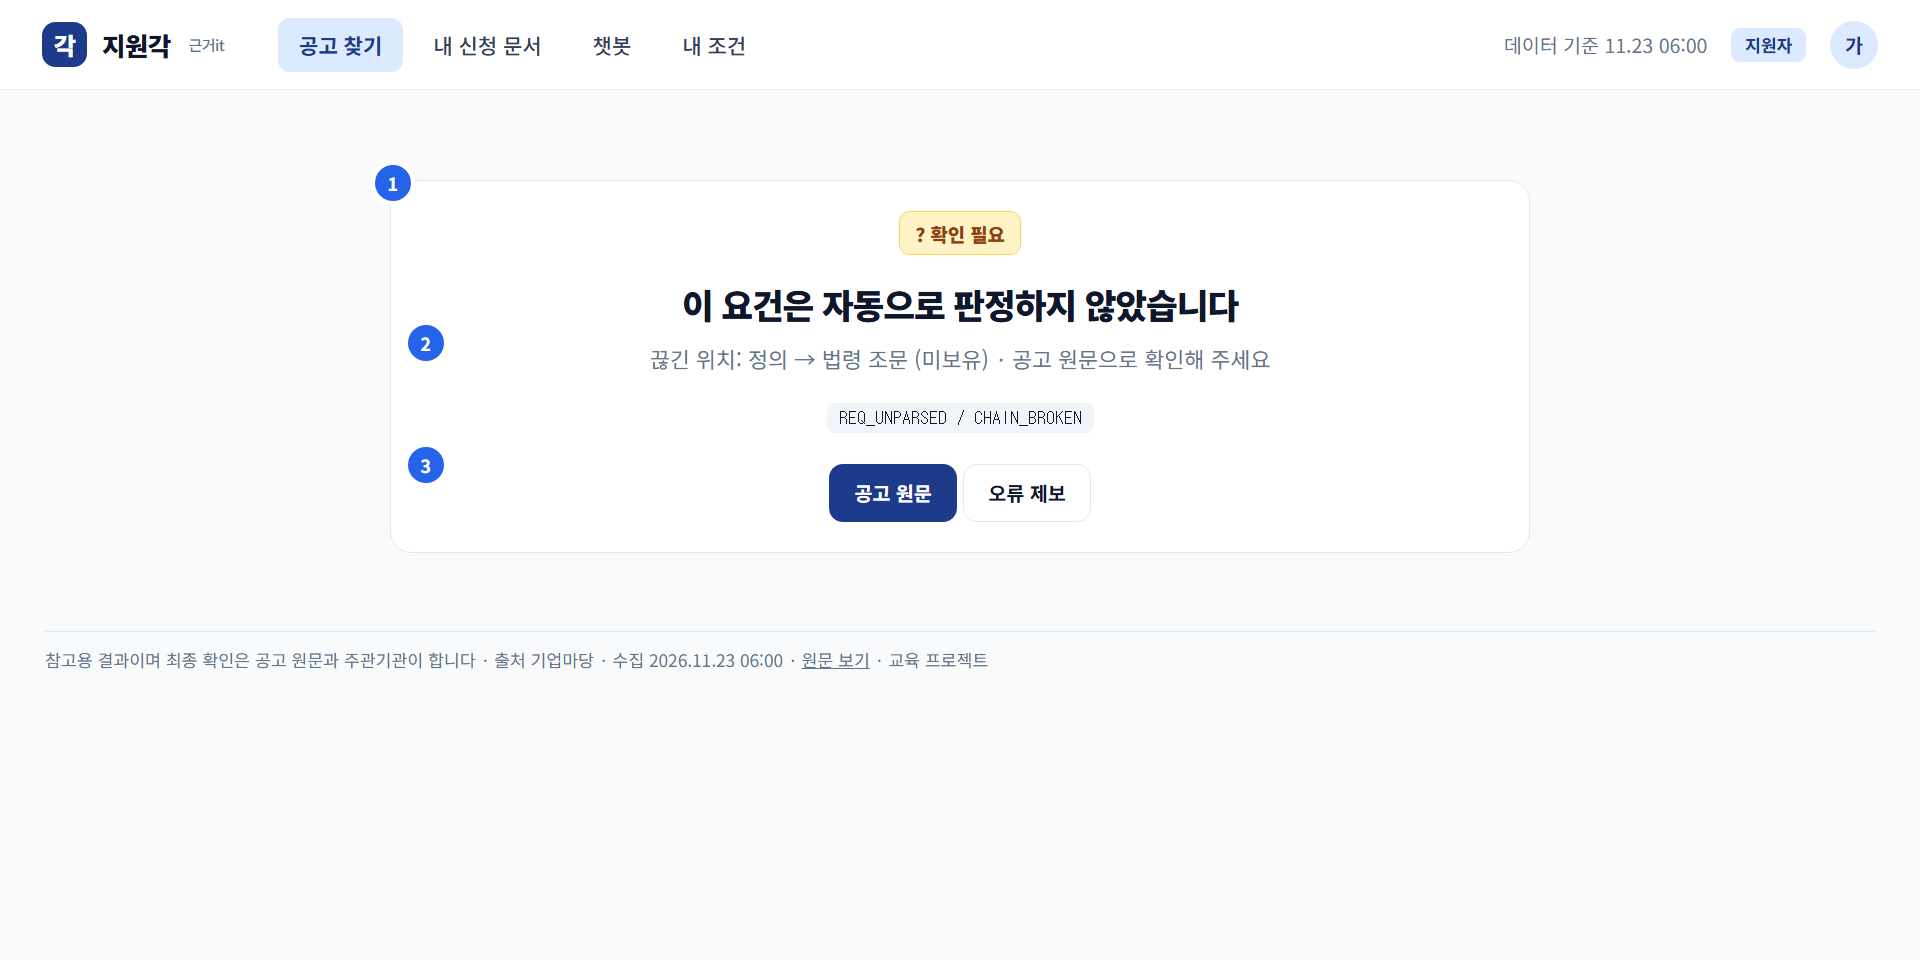 각 지원각 근거it 공고 찾기 내 신청 문서 챗봇 내 조건 데이터 기준 11.23 06:00 지원자 가
1
? 확인 필요
이 요건은 자동으로 판정하지 않았습니다
2
끊긴 위치: 정의 → 법령 조문 (미보유) · 공고 원문으로 확인해 주세요
REQ_UNPARSED / CHAIN_BROKEN
3
공고 원문 오류 제보
참고용 결과이며 최종 확인은 공고 원문과 주관기관이 합니다 · 출처 기업마당 · 수집 2026.11.23 06:00 · 원문 보기 · 교육 프로젝트